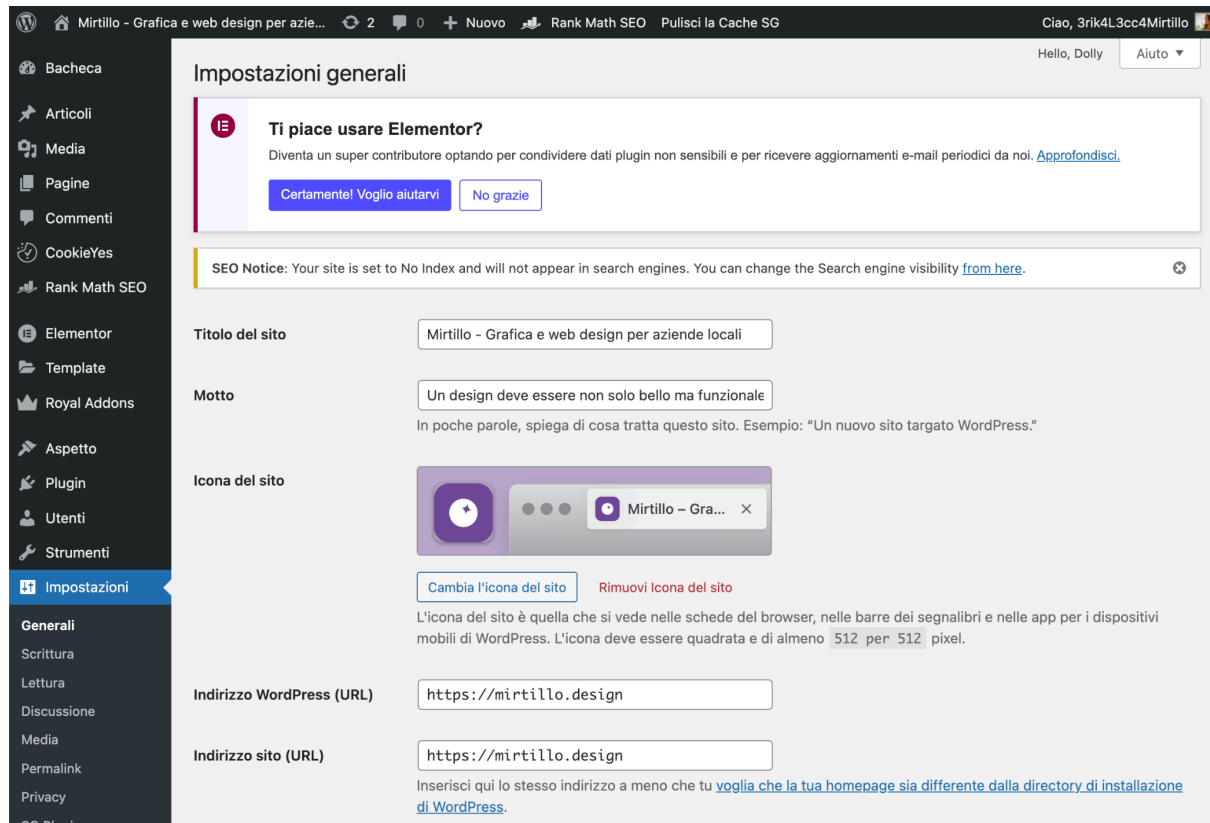 Mirtillo - Grafica e web design per azie... 2 0 Nuovo Rank Math SEO Pulisci la Cache SG Ciao, 3rik4L3cc4Mirtillo
Hello, Dolly Aiuto
Bacheca
Articoli
Media
Pagine
Commenti
CookieYes
Rank Math SEO
Elementor
Template
Royal Addons
Aspetto
Plugin
Utenti
Strumenti
Impostazioni
Generali
Scrittura
Lettura
Discussione
Media
Permalink
Privacy
Impostazioni generali
Ti piace usare Elementor?
Diventa un super contributore optando per condividere dati plugin non sensibili e per ricevere aggiornamenti e-mail periodici da noi. Approfondisci.
Certamente! Voglio aiutarvi No grazie
SEO Notice: Your site is set to No Index and will not appear in search engines. You can change the Search engine visibility from here.
Titolo del sito Mirtillo - Grafica e web design per aziende locali
Motto Un design deve essere non solo bello ma funzionale
In poche parole, spiega di cosa tratta questo sito. Esempio: “Un nuovo sito targato WordPress.”
Icona del sito
Mirtillo – Gra...
Cambia l'icona del sito Rimuovi Icona del sito
L'icona del sito è quella che si vede nelle schede del browser, nelle barre dei segnalibri e nelle app per i dispositivi
mobili di WordPress. L'icona deve essere quadrata e di almeno 512 per 512 pixel.
Indirizzo WordPress (URL) https://mirtillo.design
Indirizzo sito (URL) https://mirtillo.design
Inserisci qui lo stesso indirizzo a meno che tu voglia che la tua homepage sia differente dalla directory di installazione
di WordPress.